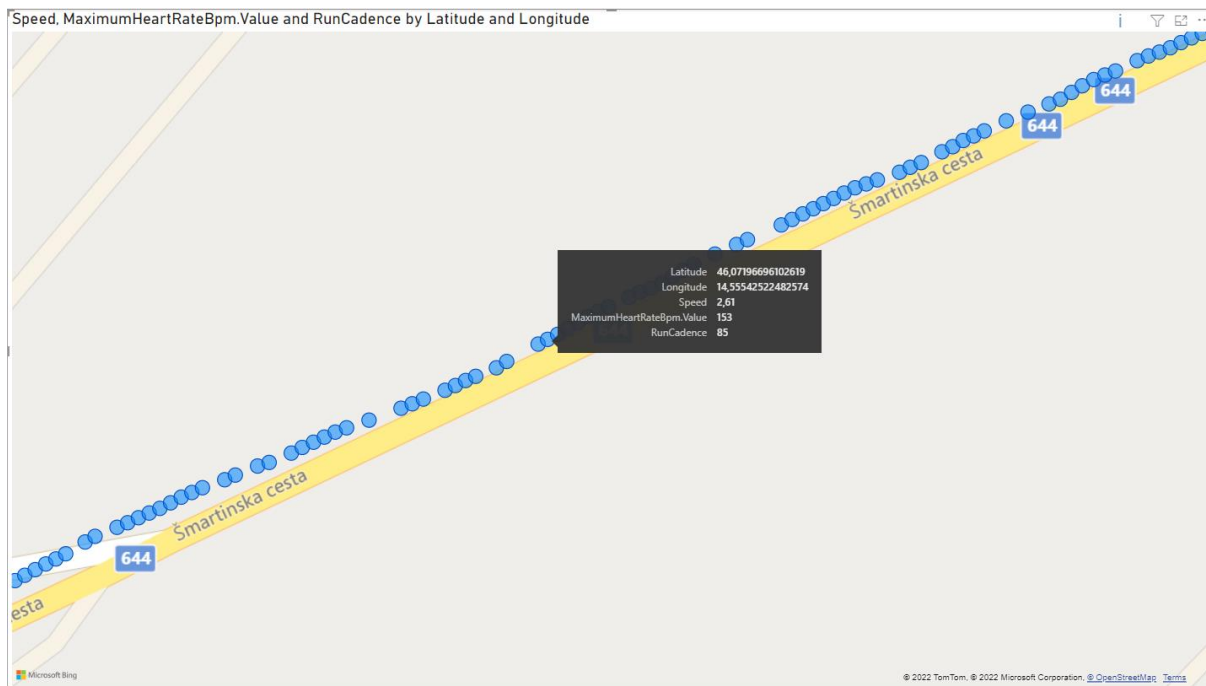 Speed, MaximumHeartRateBpm.Value and RunCadence by Latitude and Longitude
644
644
Šmartinska cesta
Latitude 46,07196696102619
Longitude 14,55542522482574
Speed 2,61
MaximumHeartRateBpm.Value 153
RunCadence 85
Šmartinska cesta
644
cesta
Microsoft Bing
© 2022 TomTom, © 2022 Microsoft Corporation, © OpenStreetMap Terms